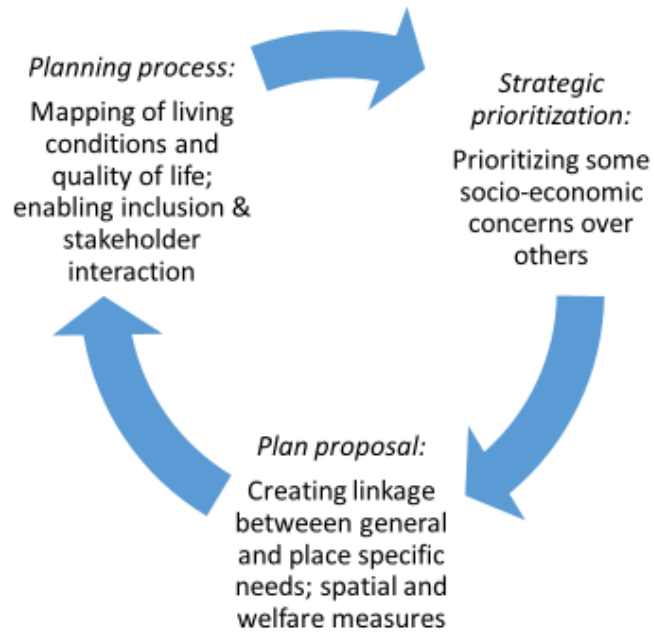 Planning process:
Mapping of living
conditions and
quality of life;
enabling inclusion &
stakeholder
interaction
Strategic
prioritization:
Prioritizing some
socio-economic
concerns over
others
Plan proposal:
Creating linkage
betweeen general
and place specific
needs; spatial and
welfare measures